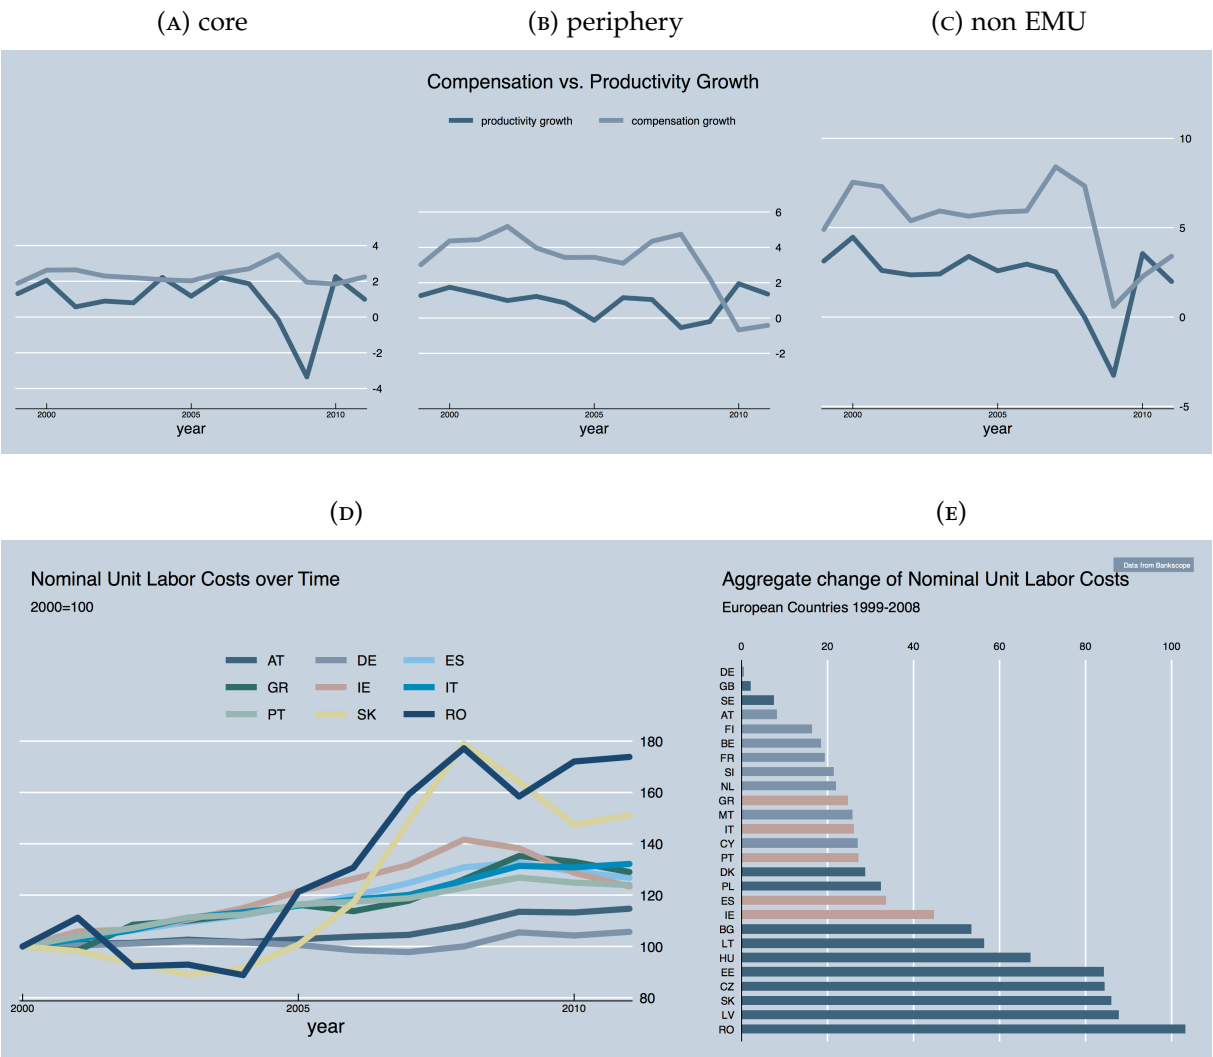 (A) core
(B) periphery
(C) non EMU
Compensation vs. Productivity Growth
productivity growth
compensation growth
4
2
0
-2
-4
2000
2005
2010
year
6
4
2
0
-2
2000
2005
2010
year
10
5
0
-5
2000
2005
2010
year
(D)
(E)
Nominal Unit Labor Costs over Time
2000=100
AT
DE
ES
GR
IE
IT
PT
SK
RO
180
160
140
120
100
80
2000
2005
2010
year
Data from Bankscope
Aggregate change of Nominal Unit Labor Costs
European Countries 1999-2008
0
20
40
60
80
100
DE
GB
SE
AT
FI
BE
FR
SI
NL
GR
MT
IT
CY
PT
DK
PL
ES
IE
BG
LT
HU
EE
CZ
SK
LV
RO